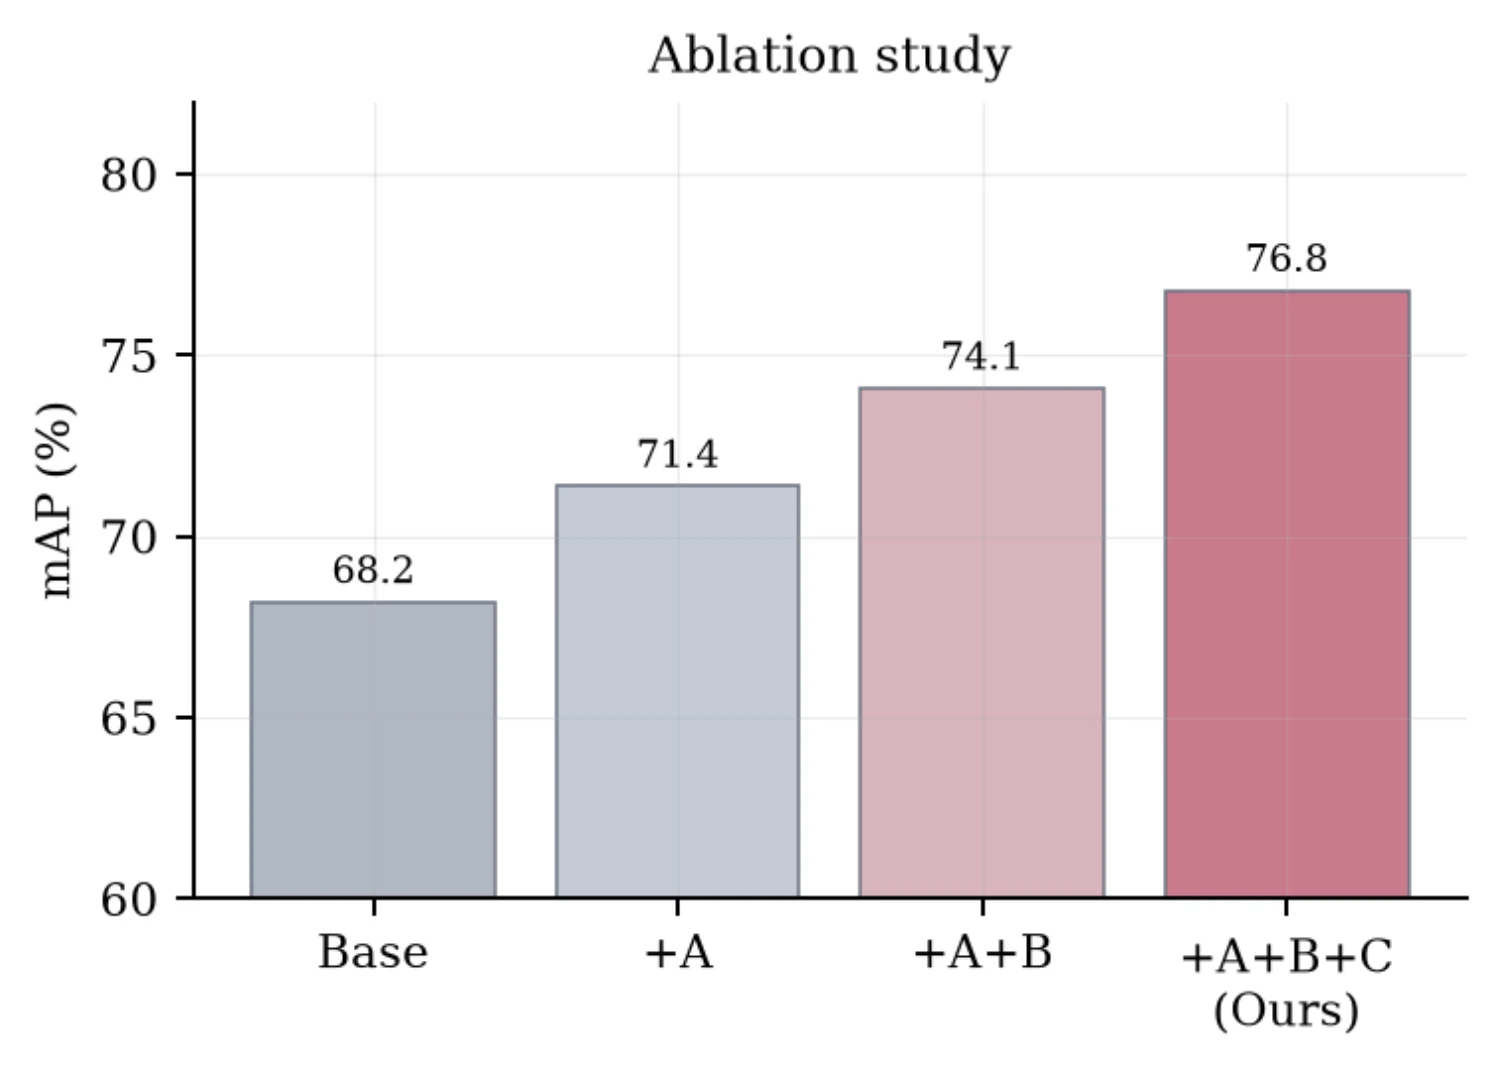 Ablation study
mAP (%)
80
75
70
65
60
68.2
71.4
74.1
76.8
Base
+A
+A+B
+A+B+C
(Ours)